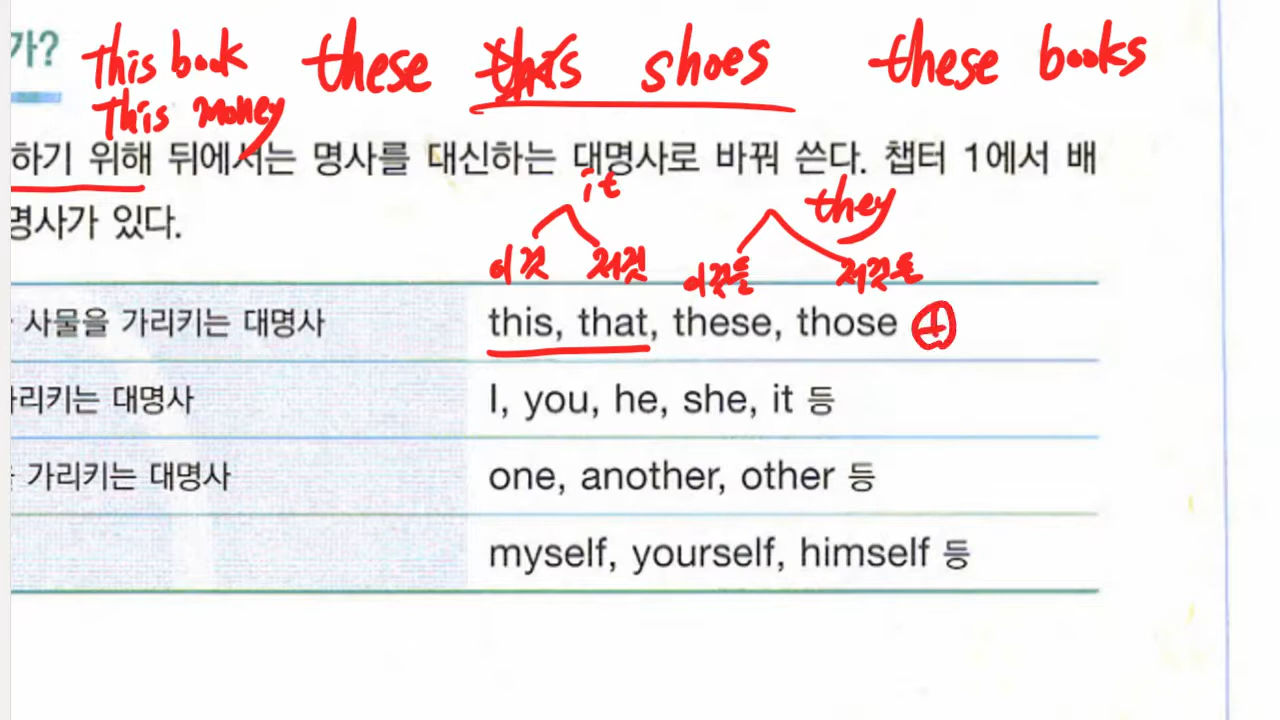 가? this book these this shoes these books
This money
하기 위해 뒤에서는 명사를 대신하는 대명사로 바꿔 쓴다. 챕터 1에서 배
it they
명사가 있다.
이것 저것 이것들 저것들
사물을 가리키는 대명사 this, that, these, those
가리키는 대명사 I, you, he, she, it 등
가리키는 대명사 one, another, other 등
myself, yourself, himself 등